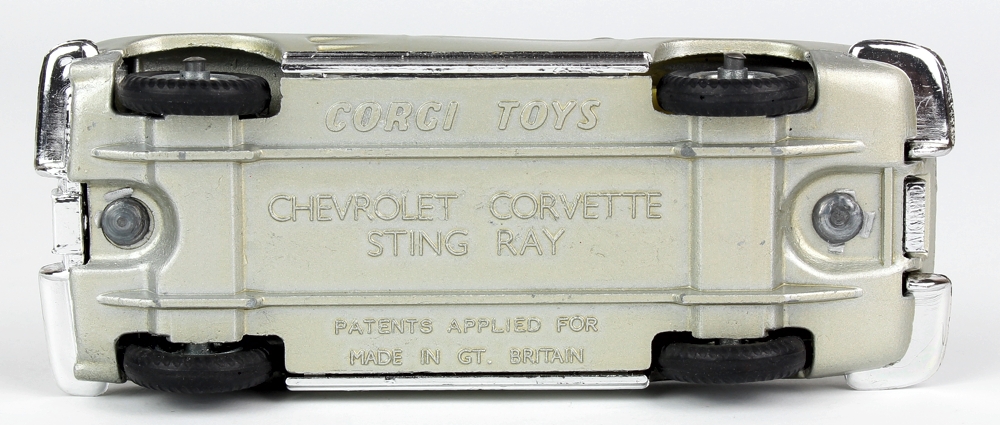 CORGI TOYS
CHEVROLET CORVETTE
STING RAY
PATENTS APPLIED FOR
MADE IN GT. BRITAIN